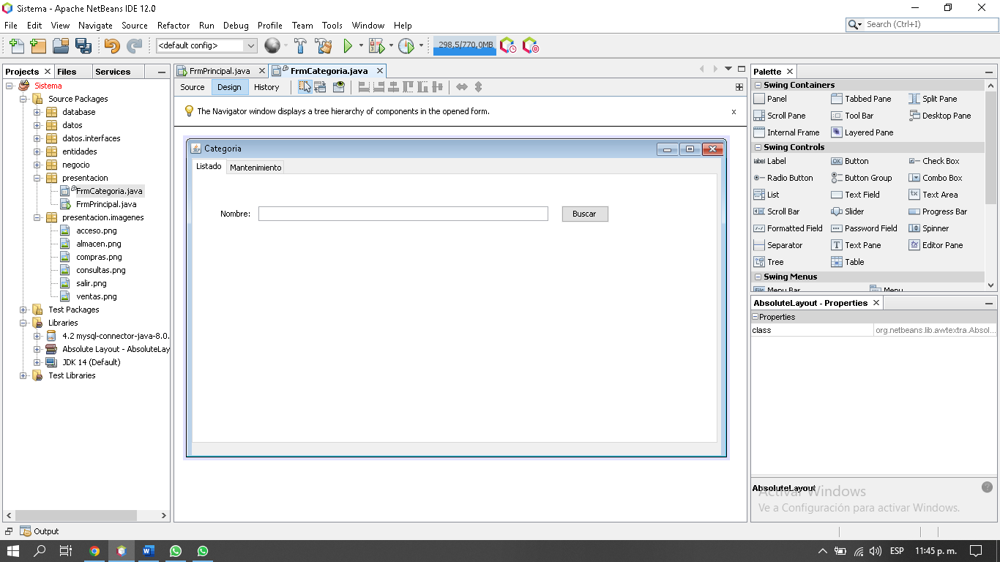 Sistema - Apache NetBeans IDE 12.0
File Edit View Navigate Source Refactor Run Debug Profile Team Tools Window Help
Search (Ctrl+I)
<default config>
298,5/770,0MB
Projects Files Services
Sistema
Source Packages
database
datos
datos.interfaces
entidades
negocio
presentacion
FrmCategoria.java
FrmPrincipal.java
presentacion.imagenes
acceso.png
almacen.png
compras.png
consultas.png
salir.png
ventas.png
Test Packages
Libraries
4.2 mysql-connector-java-8.0.
Absolute Layout - AbsoluteLay
JDK 14 (Default)
Test Libraries
FrmPrincipal.java FrmCategoria.java
Source Design History
The Navigator window displays a tree hierarchy of components in the opened form. x
Categoria
Listado Mantenimiento
Nombre: Buscar
Palette
Swing Containers
Panel Tabbed Pane Split Pane
Scroll Pane Tool Bar Desktop Pane
Internal Frame Layered Pane
Swing Controls
label Label OK Button Check Box
Radio Button Button Group Combo Box
List Text Field Text Area
Scroll Bar Slider Progress Bar
Formatted Field Password Field Spinner
Separator Text Pane Editor Pane
Tree Table
Swing Menus
Menu Bar Menu
AbsoluteLayout - Properties
Properties
class org.netbeans.lib.awtextra.Absol...
AbsoluteLayout
Activar Windows
Ve a Configuración para activar Windows.
Output
ESP 11:45 p. m.